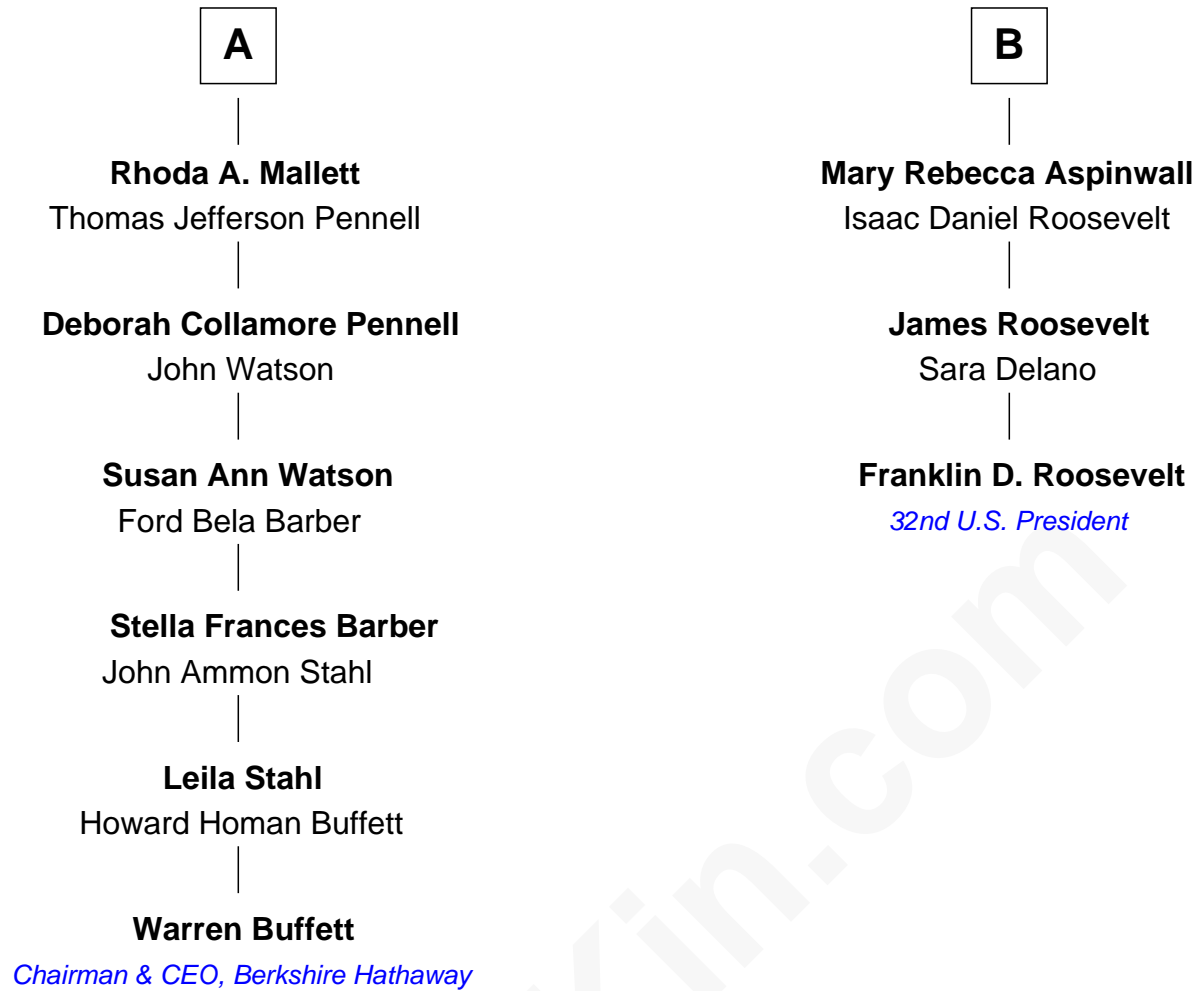 A
Rhoda A. Mallett
Thomas Jefferson Pennell
Deborah Collamore Pennell
John Watson
Susan Ann Watson
Ford Bela Barber
Stella Frances Barber
John Ammon Stahl
Leila Stahl
Howard Homan Buffett
Warren Buffett
Chairman & CEO, Berkshire Hathaway
B
Mary Rebecca Aspinwall
Isaac Daniel Roosevelt
James Roosevelt
Sara Delano
Franklin D. Roosevelt
32nd U.S. President